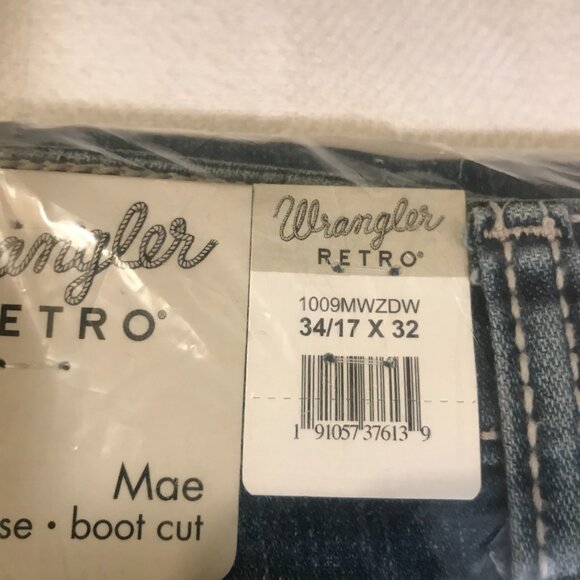 angler
ETRO®
Mae
se • boot cut
Wrangler
RETRO®
1009MWZDW
34/17 X 32
1 91057 37613 9